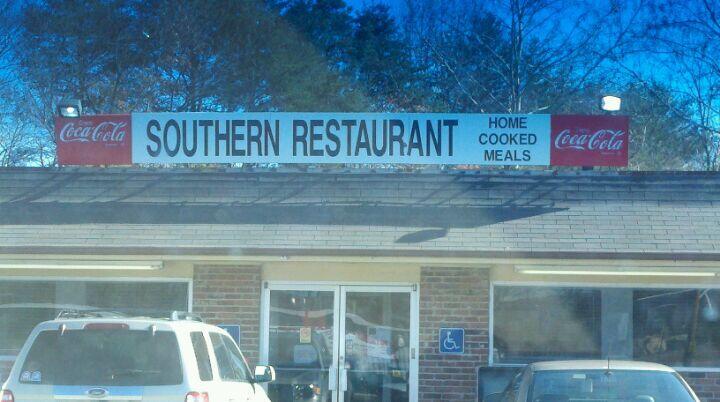 Coca-Cola
SOUTHERN RESTAURANT
HOME
COOKED
MEALS
Coca-Cola